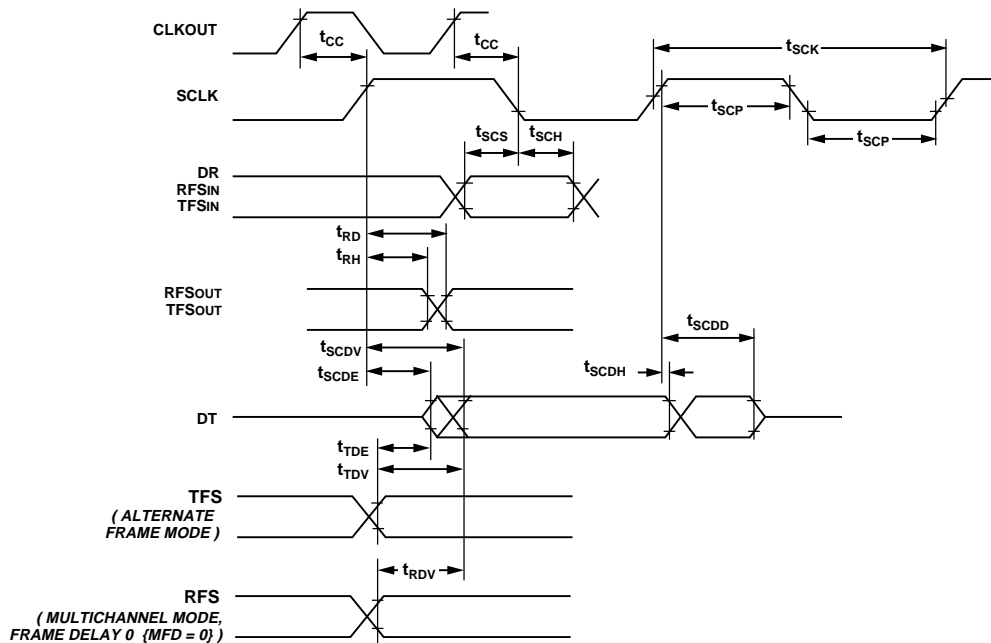 CLKOUT
tCC
tCC
tSCK
SCLK
tSCP
tSCP
tSCS
tSCH
DR
RFSIN
TFSIN
tRD
tRH
RFSOUT
TFSOUT
tSCDD
tSCDV
tSCDH
tSCDE
DT
tTDE
tTDV
TFS
( ALTERNATE
FRAME MODE )
tRDV
RFS
( MULTICHANNEL MODE,
FRAME DELAY 0 {MFD = 0} )